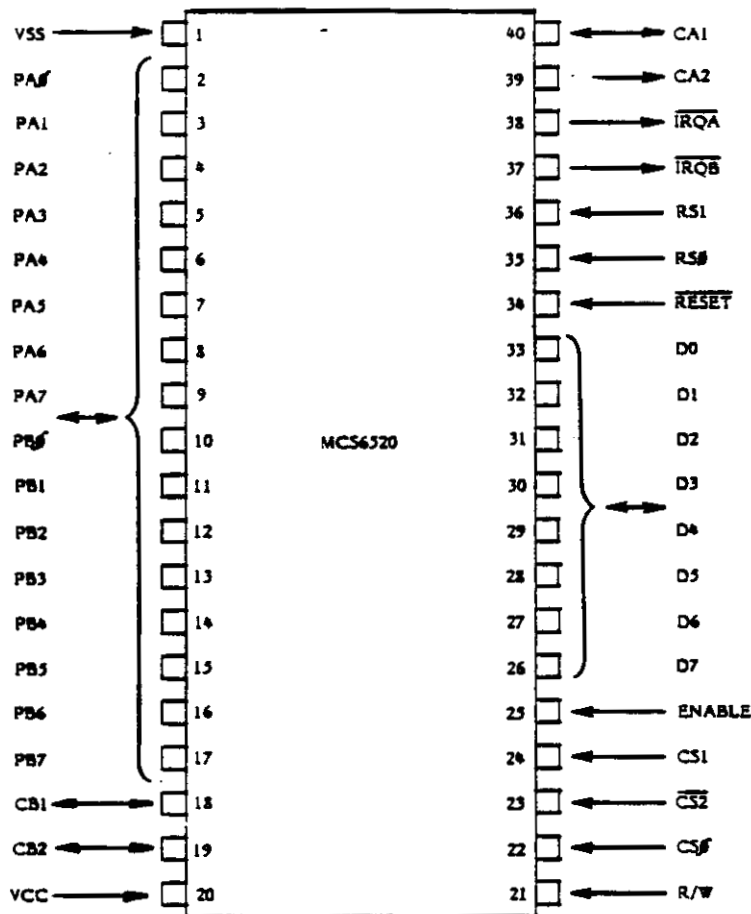 VSS 1 40 CA1
PA0 2 39 CA2
PA1 3 38 IRQA
PA2 4 37 IRQB
PA3 5 36 RS1
PA4 6 35 RS0
PA5 7 34 RESET
PA6 8 33 D0
PA7 9 32 D1
PB0 10 MCS6520 31 D2
PB1 11 30 D3
PB2 12 29 D4
PB3 13 28 D5
PB4 14 27 D6
PB5 15 26 D7
PB6 16 25 ENABLE
PB7 17 24 CS1
CB1 18 23 CS2
CB2 19 22 CS0
VCC 20 21 R/W